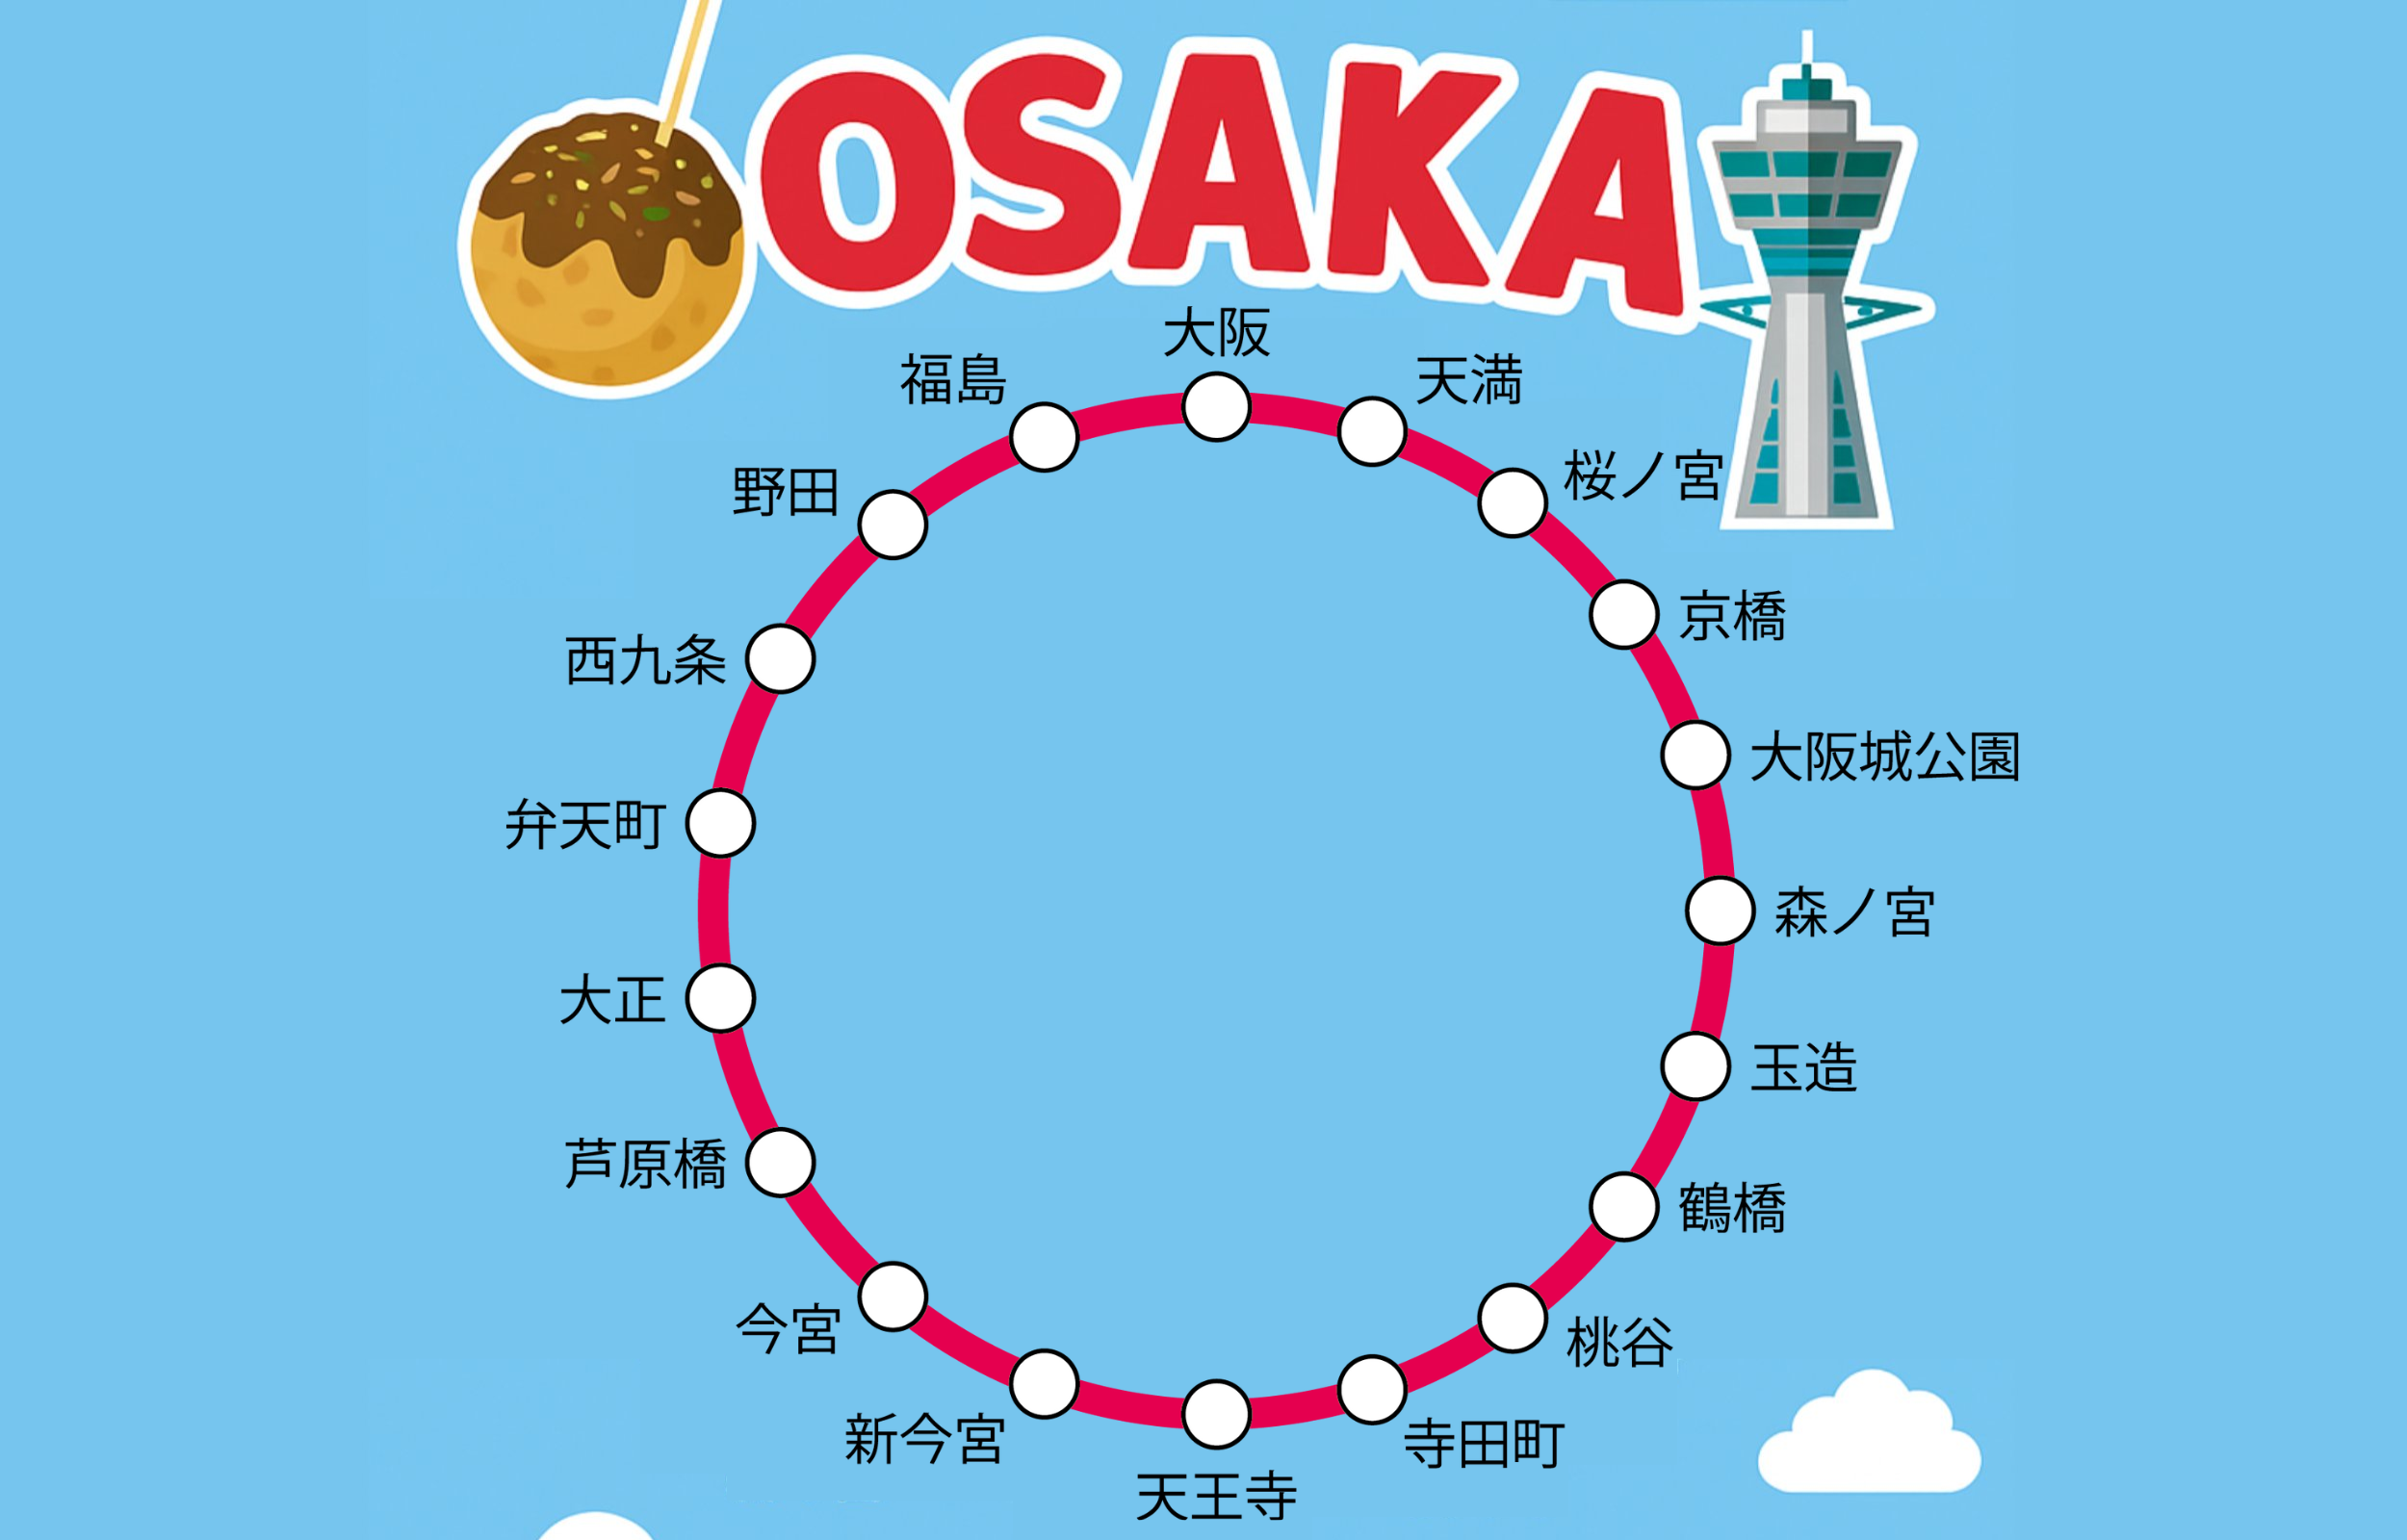 OSAKA
大阪
天満
桜ノ宮
京橋
大阪城公園
森ノ宮
玉造
鶴橋
桃谷
寺田町
天王寺
新今宮
今宮
芦原橋
大正
弁天町
西九条
野田
福島